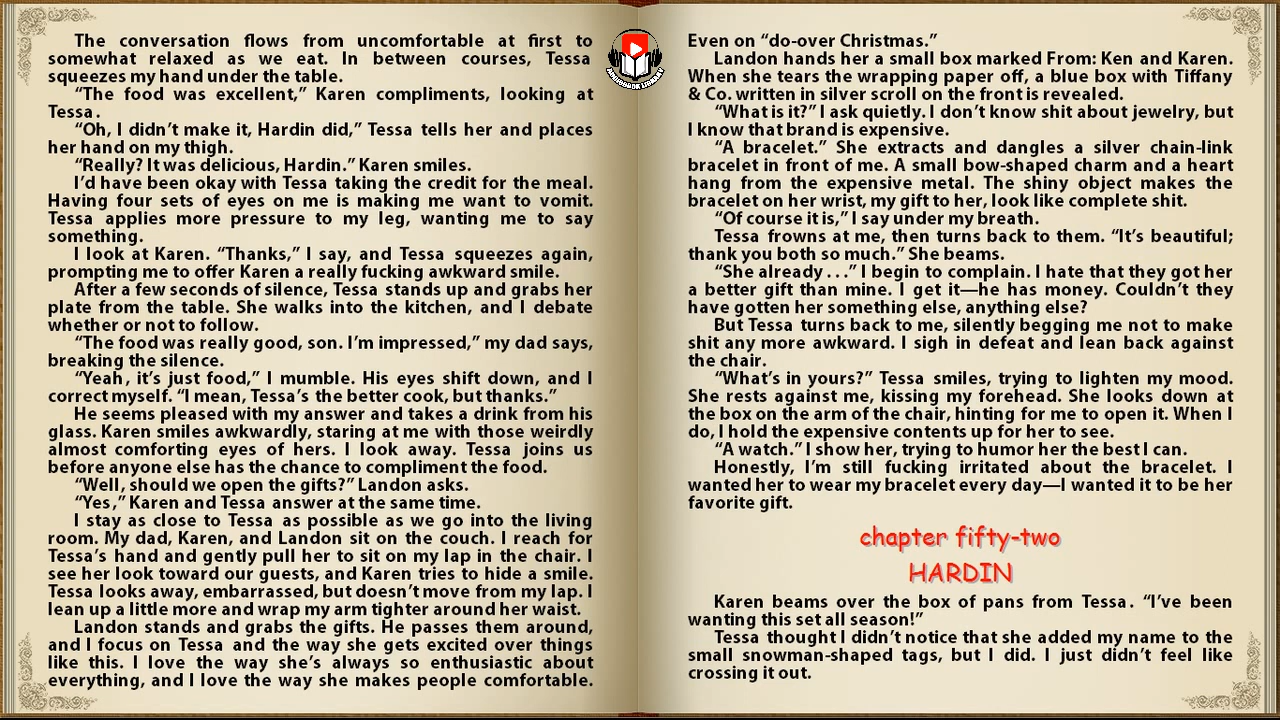 The conversation flows from uncomfortable at first to
somewhat relaxed as we eat. In between courses, Tessa
squeezes my hand under the table.
“The food was excellent,” Karen compliments, looking at
Tessa.
“Oh, I didn’t make it, Hardin did,” Tessa tells her and places
her hand on my thigh.
“Really? It was delicious, Hardin.” Karen smiles.
I’d have been okay with Tessa taking the credit for the meal.
Having four sets of eyes on me is making me want to vomit.
Tessa applies more pressure to my leg, wanting me to say
something.
I look at Karen. “Thanks,” I say, and Tessa squeezes again,
prompting me to offer Karen a really fucking awkward smile.
After a few seconds of silence, Tessa stands up and grabs her
plate from the table. She walks into the kitchen, and I debate
whether or not to follow.
“The food was really good, son. I’m impressed,” my dad says,
breaking the silence.
“Yeah, it’s just food,” I mumble. His eyes shift down, and I
correct myself. “I mean, Tessa’s the better cook, but thanks.”
He seems pleased with my answer and takes a drink from his
glass. Karen smiles awkwardly, staring at me with those weirdly
almost comforting eyes of hers. I look away. Tessa joins us
before anyone else has the chance to compliment the food.
“Well, should we open the gifts?” Landon asks.
“Yes,” Karen and Tessa answer at the same time.
I stay as close to Tessa as possible as we go into the living
room. My dad, Karen, and Landon sit on the couch. I reach for
Tessa’s hand and gently pull her to sit on my lap in the chair. I
see her look toward our guests, and Karen tries to hide a smile.
Tessa looks away, embarrassed, but doesn’t move from my lap. I
lean up a little more and wrap my arm tighter around her waist.
Landon stands and grabs the gifts. He passes them around,
and I focus on Tessa and the way she gets excited over things
like this. I love the way she’s always so enthusiastic about
everything, and I love the way she makes people comfortable.
AUDIOBOOK LIBRARY
Even on “do-over Christmas.”
Landon hands her a small box marked From: Ken and Karen.
When she tears the wrapping paper off, a blue box with Tiffany
& Co. written in silver scroll on the front is revealed.
“What is it?” I ask quietly. I don’t know shit about jewelry, but
I know that brand is expensive.
“A bracelet.” She extracts and dangles a silver chain-link
bracelet in front of me. A small bow-shaped charm and a heart
hang from the expensive metal. The shiny object makes the
bracelet on her wrist, my gift to her, look like complete shit.
“Of course it is,” I say under my breath.
Tessa frowns at me, then turns back to them. “It’s beautiful;
thank you both so much.” She beams.
“She already . . .” I begin to complain. I hate that they got her
a better gift than mine. I get it—he has money. Couldn’t they
have gotten her something else, anything else?
But Tessa turns back to me, silently begging me not to make
shit any more awkward. I sigh in defeat and lean back against
the chair.
“What’s in yours?” Tessa smiles, trying to lighten my mood.
She rests against me, kissing my forehead. She looks down at
the box on the arm of the chair, hinting for me to open it. When I
do, I hold the expensive contents up for her to see.
“A watch.” I show her, trying to humor her the best I can.
Honestly, I’m still fucking irritated about the bracelet. I
wanted her to wear my bracelet every day—I wanted it to be her
favorite gift.
chapter fifty-two
HARDIN
Karen beams over the box of pans from Tessa. “I’ve been
wanting this set all season!”
Tessa thought I didn’t notice that she added my name to the
small snowman-shaped tags, but I did. I just didn’t feel like
crossing it out.